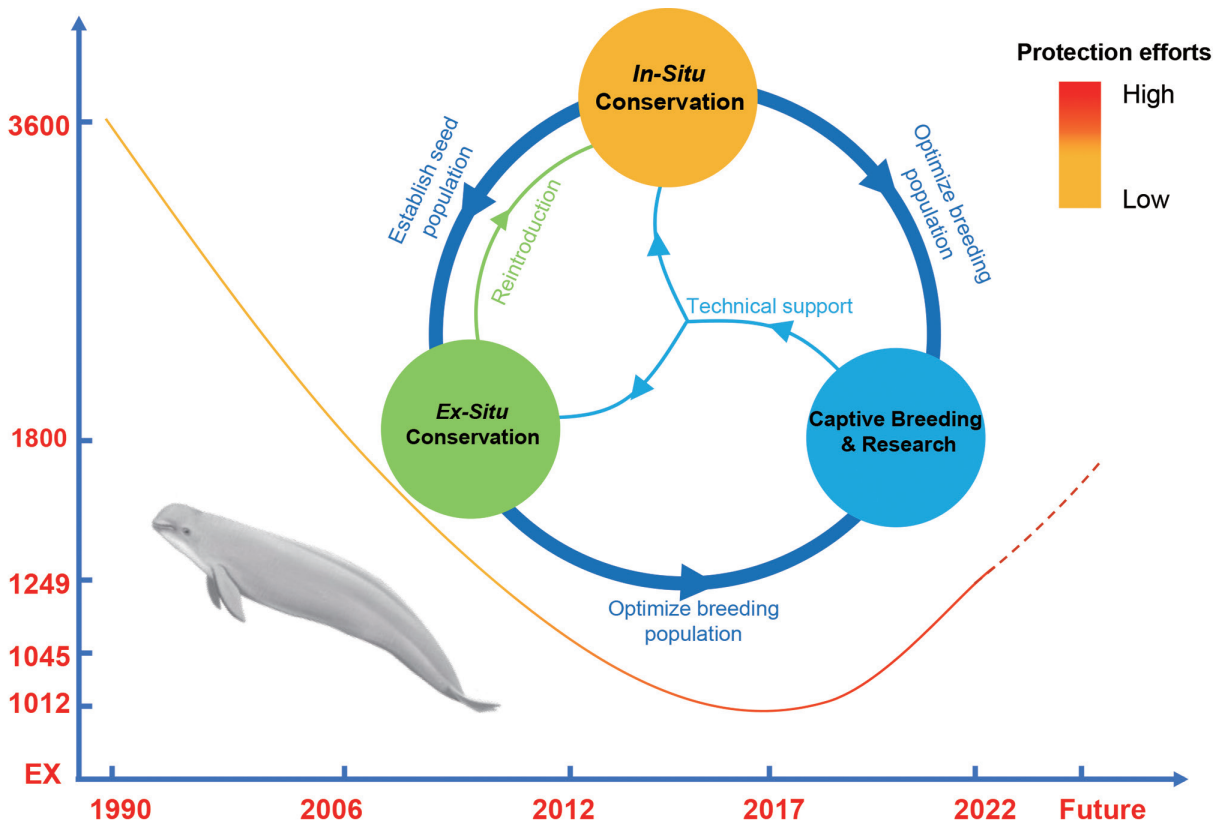 Protection efforts
High
Low
In-Situ
Conservation
Establish seed
population
Reintroduction
Optimize breeding
population
Technical support
Ex-Situ
Conservation
Captive Breeding
& Research
Optimize breeding
population
3600
1800
1249
1045
1012
EX
1990
2006
2012
2017
2022
Future